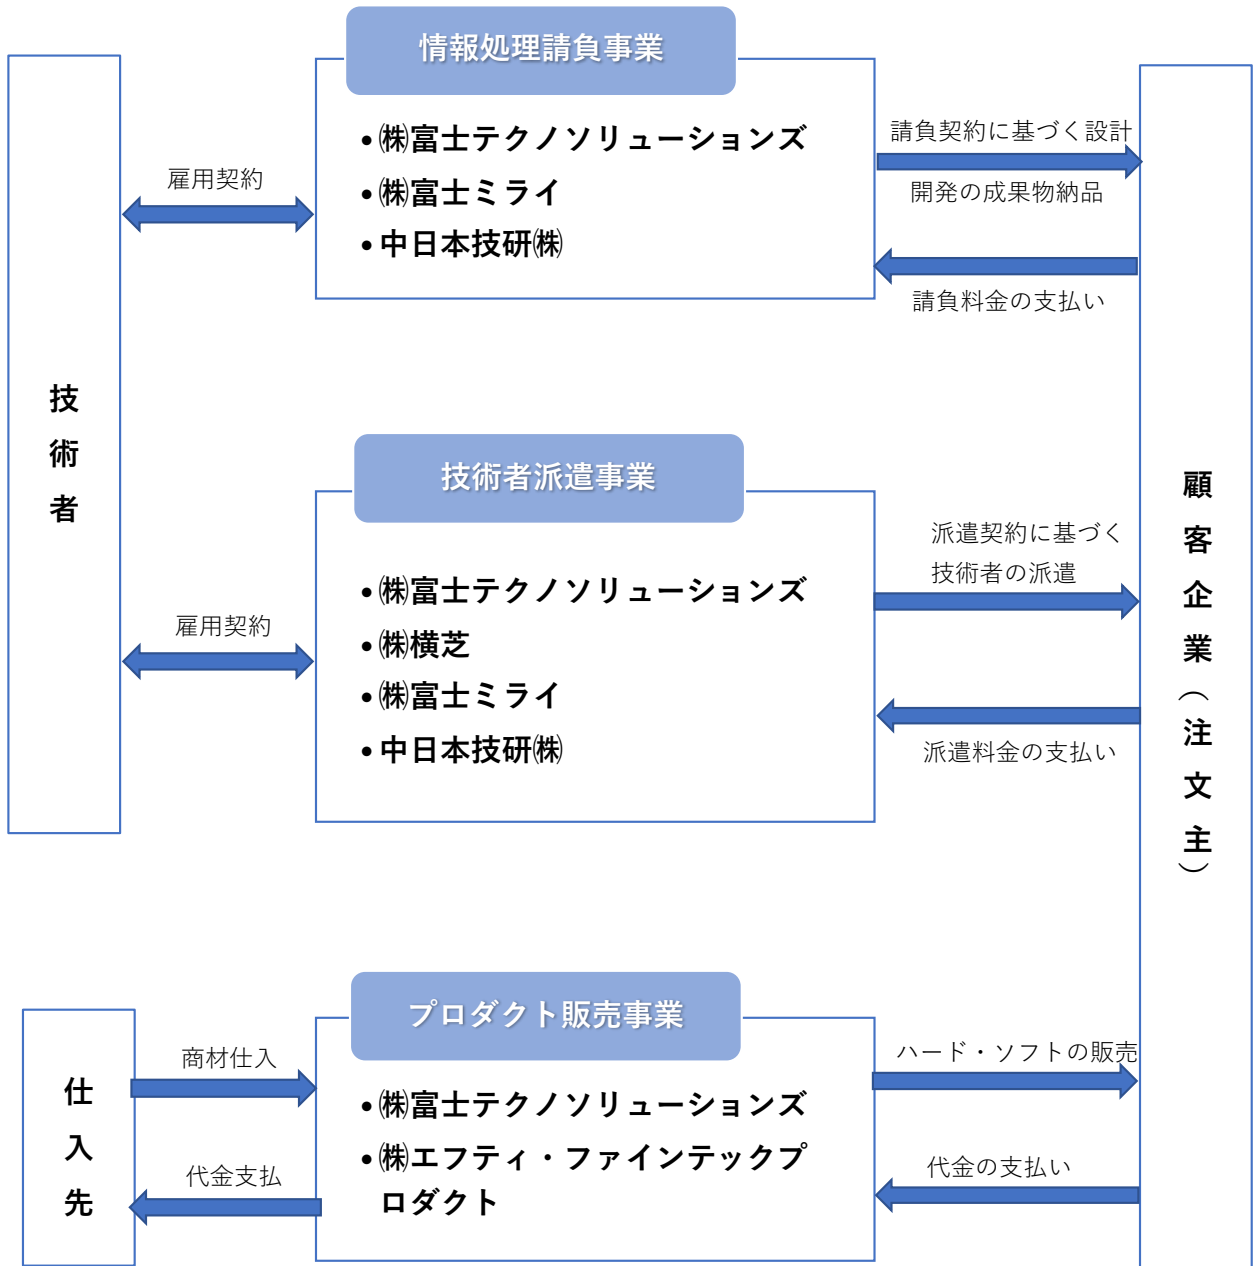 情報処理請負事業
• ㈱富士テクノソリューションズ
• ㈱富士ミライ
• 中日本技研㈱
雇用契約
請負契約に基づく設計
開発の成果物納品
請負料金の支払い
技術者
技術者派遣事業
• ㈱富士テクノソリューションズ
• ㈱横芝
• ㈱富士ミライ
• 中日本技研㈱
雇用契約
派遣契約に基づく
技術者の派遣
派遣料金の支払い
顧客企業（注文主）
プロダクト販売事業
• ㈱富士テクノソリューションズ
• ㈱エフティ・ファインテックプ
ロダクト
仕入先
商材仕入
代金支払
ハード・ソフトの販売
代金の支払い